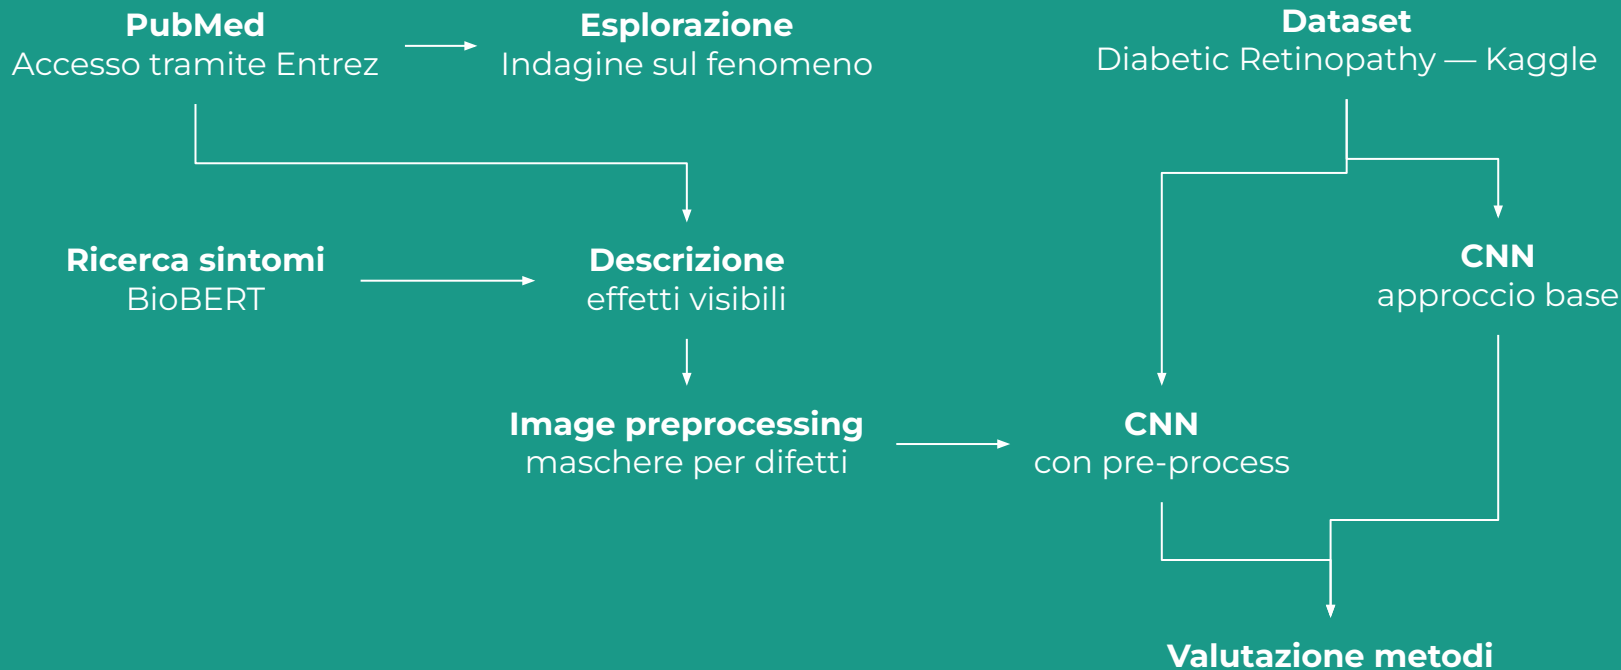 PubMed
Accesso tramite Entrez
Esplorazione
Indagine sul fenomeno
Dataset
Diabetic Retinopathy — Kaggle
Ricerca sintomi
BioBERT
Descrizione
effetti visibili
CNN
approccio base
Image preprocessing
maschere per difetti
CNN
con pre-process
Valutazione metodi